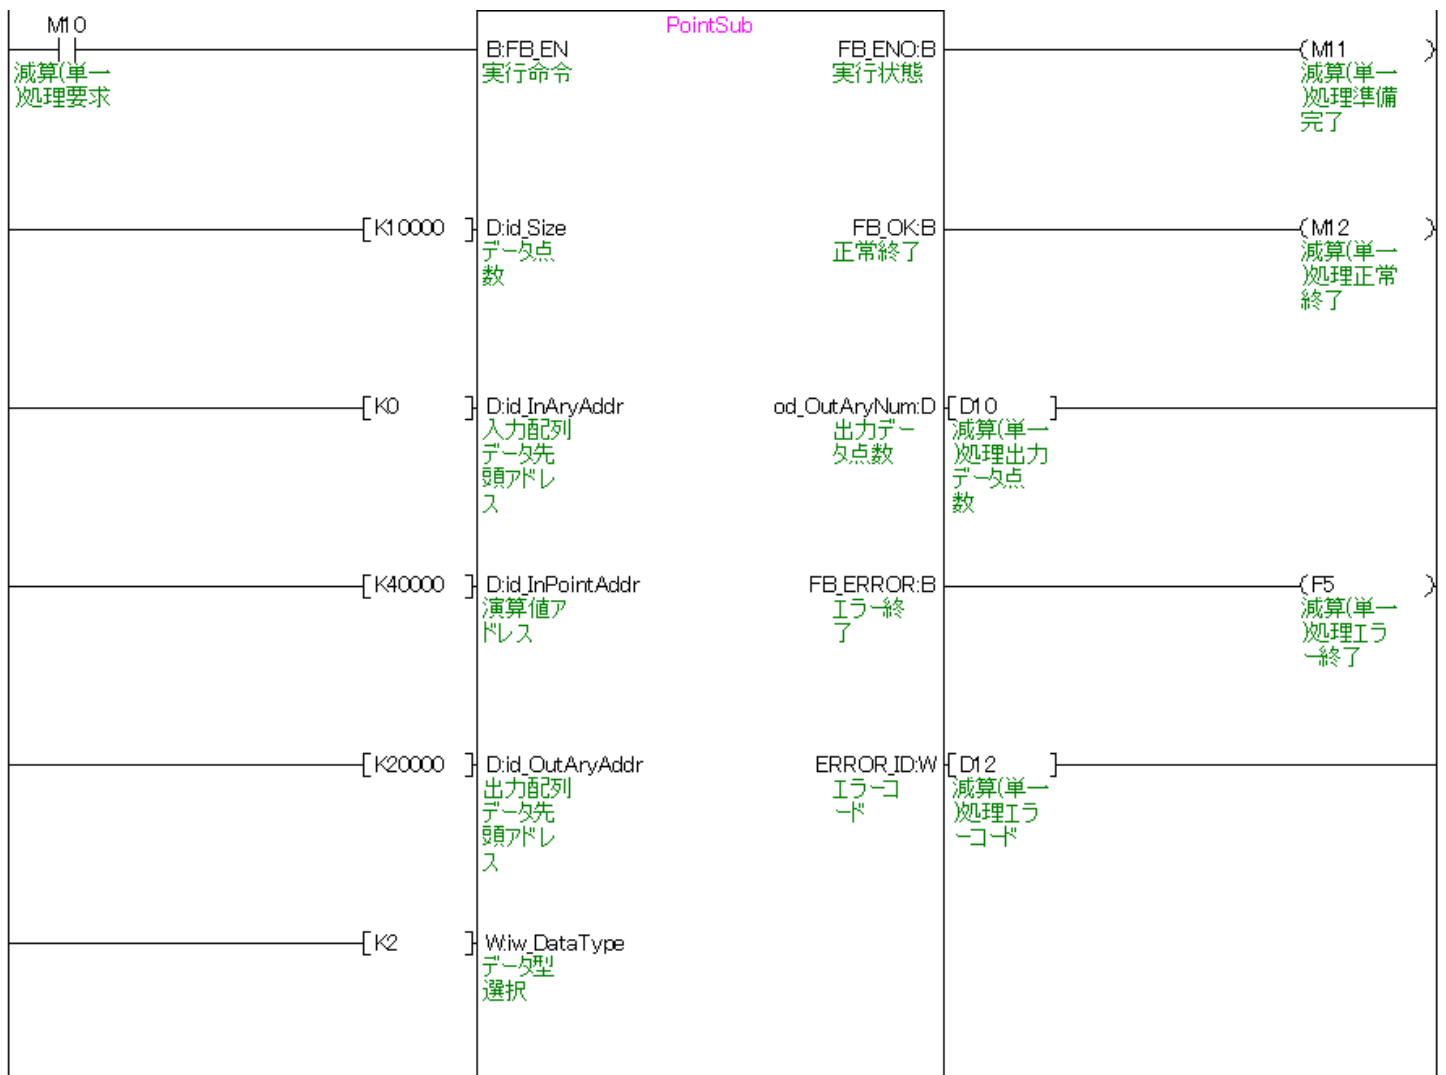 PointSub
M10
減算(単一
)処理要求
B:FB_EN
実行命令
FB_ENO:B
実行状態
M11
減算(単一
)処理準備
完了
K10000
D:id_Size
データ点
数
FB_OK:B
正常終了
M12
減算(単一
)処理正常
終了
K0
D:id_InAryAddr
入力配列
データ先
頭アドレ
ス
od_OutAryNum:D
出力デー
タ点数
D10
減算(単一
)処理出力
データ点
数
K40000
D:id_InPointAddr
演算値ア
ドレス
FB_ERROR:B
エラー終
了
F5
減算(単一
)処理エラ
ー終了
K20000
D:id_OutAryAddr
出力配列
データ先
頭アドレ
ス
ERROR_ID:W
エラーコ
ード
D12
減算(単一
)処理エラ
ーコード
K2
W:iw_DataType
データ型
選択